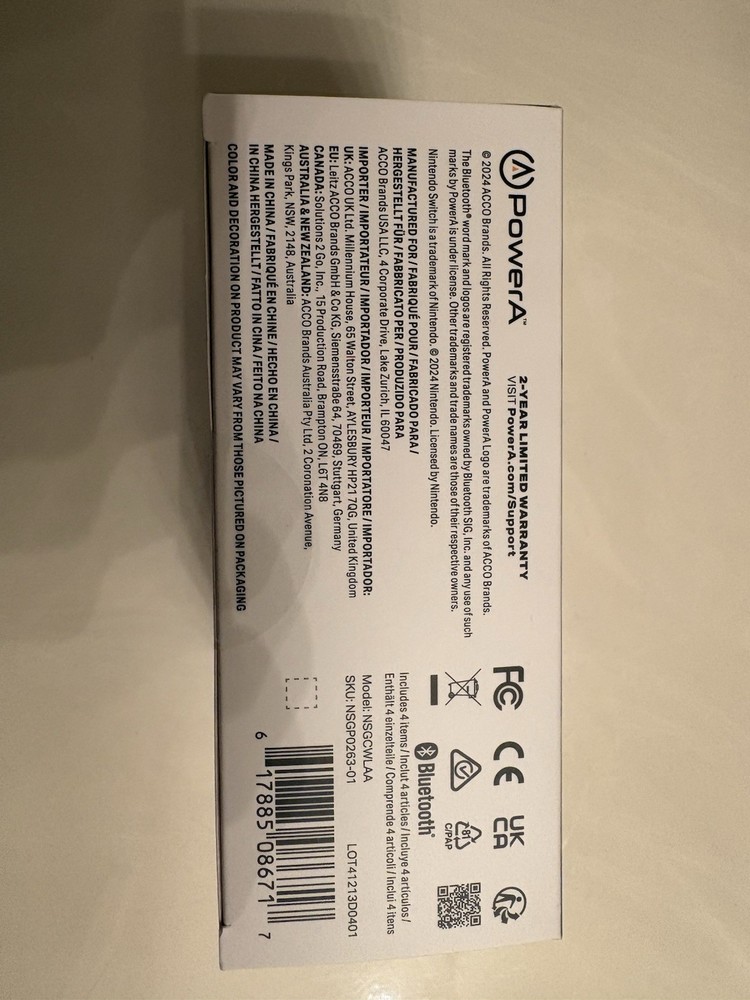 PowerA™
2-YEAR LIMITED WARRANTY
VISIT PowerA.com/Support
© 2024 ACCO Brands. All Rights Reserved. PowerA and PowerA Logo are trademarks of ACCO Brands.
The Bluetooth® word mark and logos are registered trademarks owned by Bluetooth SIG, Inc. and any use of such
marks by PowerA is under license. Other trademarks and trade names are those of their respective owners.
Nintendo Switch is a trademark of Nintendo. © 2024 Nintendo. Licensed by Nintendo.
MANUFACTURED FOR / FABRIQUÉ POUR / FABRICADO PARA /
HERGESTELLT FÜR / FABBRICATO PER / PRODUZIDO PARA
ACCO Brands USA LLC, 4 Corporate Drive, Lake Zurich, IL 60047
IMPORTER / IMPORTATEUR / IMPORTADOR / IMPORTEUR / IMPORTATORE / IMPORTADOR:
UK: ACCO UK Ltd. Millennium House, 65 Walton Street, AYLESBURY HP21 7QG, United Kingdom
EU: Leitz ACCO Brands GmbH & Co KG, Siemensstraße 64, 70469, Stuttgart, Germany
CANADA: Solutions 2 Go, Inc., 15 Production Road, Brampton ON, L6T 4N8
AUSTRALIA & NEW ZEALAND: ACCO Brands Australia Pty Ltd, 2 Coronation Avenue,
Kings Park, NSW, 2148, Australia
MADE IN CHINA / FABRIQUÉ EN CHINE / HECHO EN CHINA /
IN CHINA HERGESTELLT / FATTO IN CINA / FEITO NA CHINA
COLOR AND DECORATION ON PRODUCT MAY VARY FROM THOSE PICTURED ON PACKAGING
FC CE UK
CA
81
C/PAP
Bluetooth®
Includes 4 items / Inclut 4 articles / Incluye 4 artículos /
Enthält 4 einzelteile / Comprende 4 articoli / Inclui 4 itens
Model: NSGCWLAA
SKU: NSGP0263-01
LOT41213D0401
6 17885 08671 7